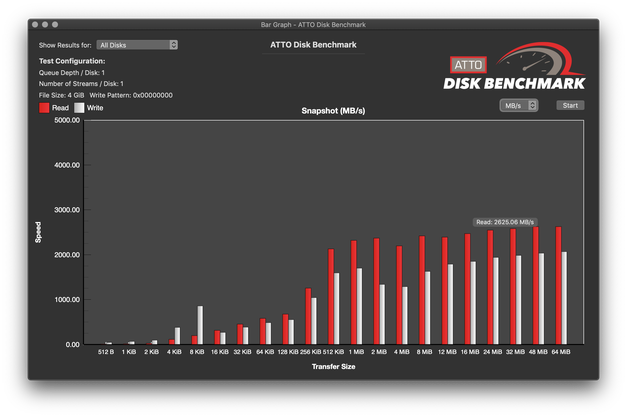 Bar Graph - ATTO Disk Benchmark
Show Results for: All Disks
ATTO Disk Benchmark
Test Configuration:
Queue Depth / Disk: 1
Number of Streams / Disk: 1
File Size: 4 GiB Write Pattern: 0x00000000
Read Write
ATTO
DISK BENCHMARK
MB/s Start
Snapshot (MB/s)
5000.00
4000.00
3000.00
2000.00
1000.00
0.00
Speed
Read: 2625.06 MB/s
512 B 1 KiB 2 KiB 4 KiB 8 KiB 16 KiB 32 KiB 64 KiB 128 KiB 256 KiB 512 KiB 1 MiB 2 MiB 4 MiB 8 MiB 12 MiB 16 MiB 24 MiB 32 MiB 48 MiB 64 MiB
Transfer Size